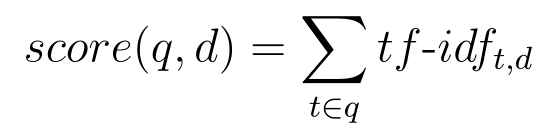 score(q, d) = ∑ tf-idf_{t,d}
t∈q